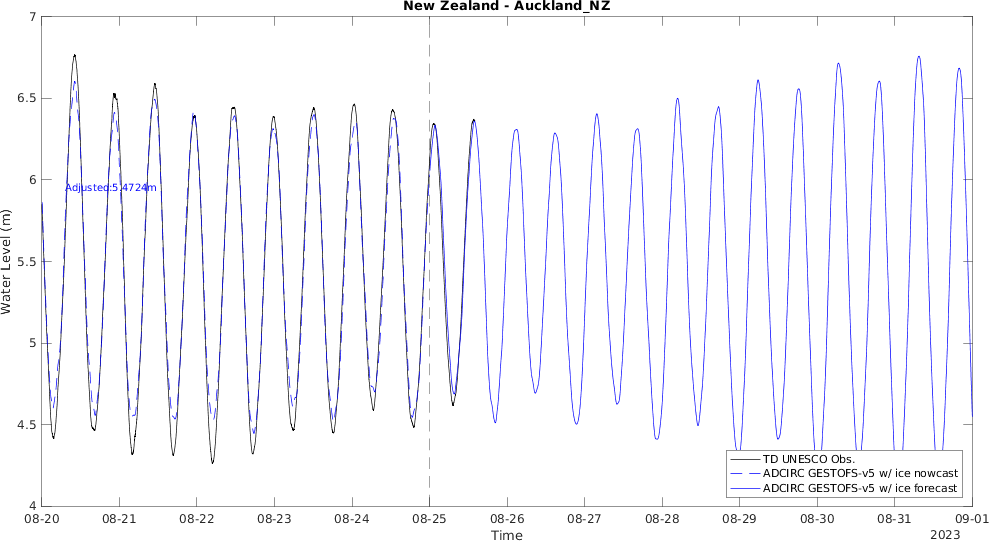 New Zealand - Auckland_NZ
7
6.5
6
5.5
5
4.5
4
Water Level (m)
Adjusted:5.4724m
TD UNESCO Obs.
ADCIRC GESTOFS-v5 w/ ice nowcast
ADCIRC GESTOFS-v5 w/ ice forecast
08-20 08-21 08-22 08-23 08-24 08-25 08-26 08-27 08-28 08-29 08-30 08-31 09-01
Time
2023